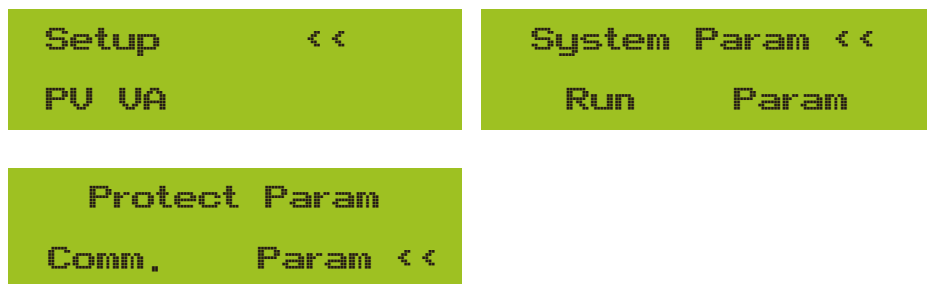 Setup <<
PV VA
System Param <<
Run Param
Protect Param
Comm. Param <<